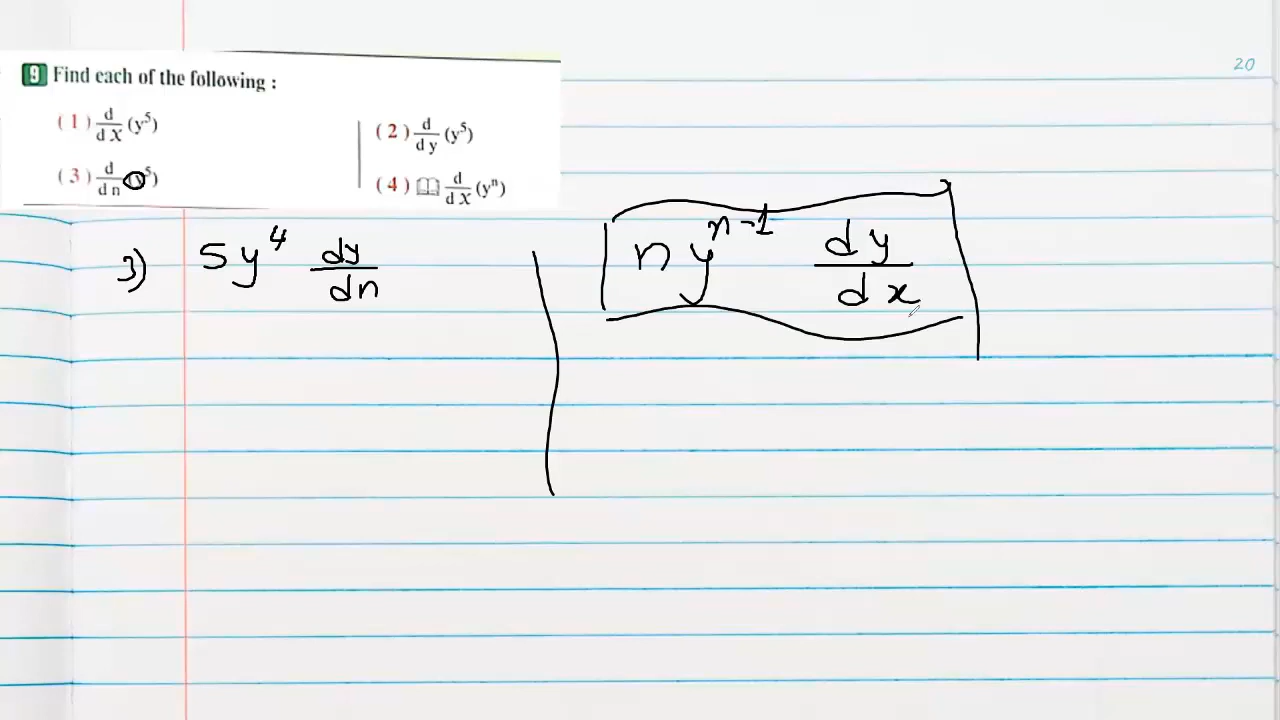 20
9 Find each of the following :
(1) d/dx (y⁵)
(2) d/dy (y⁵)
(3) d/dn (y⁵)
(4) d/dx (yⁿ)
3) 5y⁴ dy/dn
n yⁿ⁻¹ dy/dx